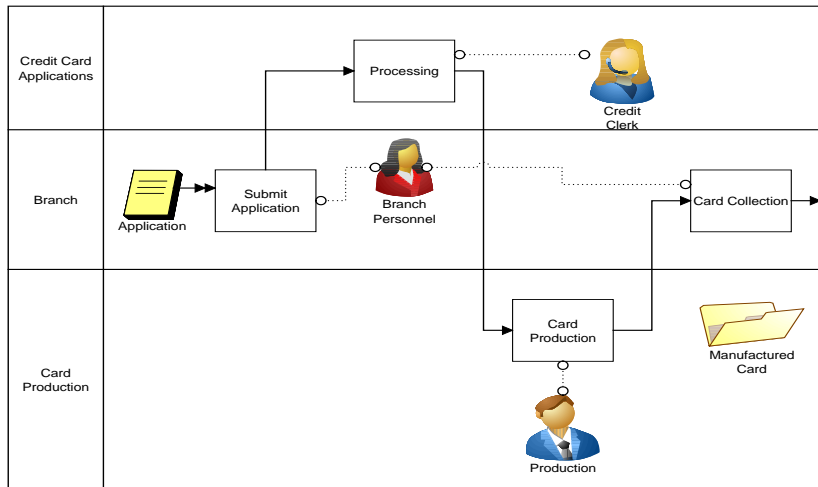 Credit Card
Applications
Processing
Credit
Clerk
Branch
Application
Submit
Application
Branch
Personnel
Card Collection
Card
Production
Card
Production
Production
Manufactured
Card